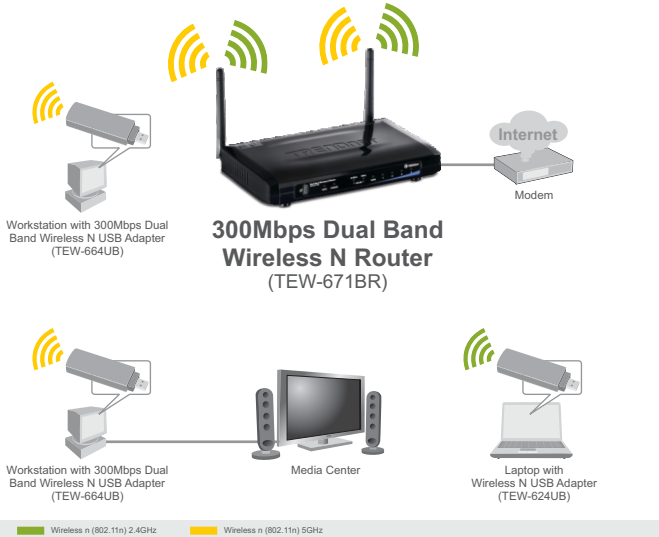 Internet
Modem
TRENDNET
Workstation with 300Mbps Dual
Band Wireless N USB Adapter
(TEW-664UB)
300Mbps Dual Band
Wireless N Router
(TEW-671BR)
Workstation with 300Mbps Dual
Band Wireless N USB Adapter
(TEW-664UB)
Media Center
Laptop with
Wireless N USB Adapter
(TEW-624UB)
Wireless n (802.11n) 2.4GHz
Wireless n (802.11n) 5GHz